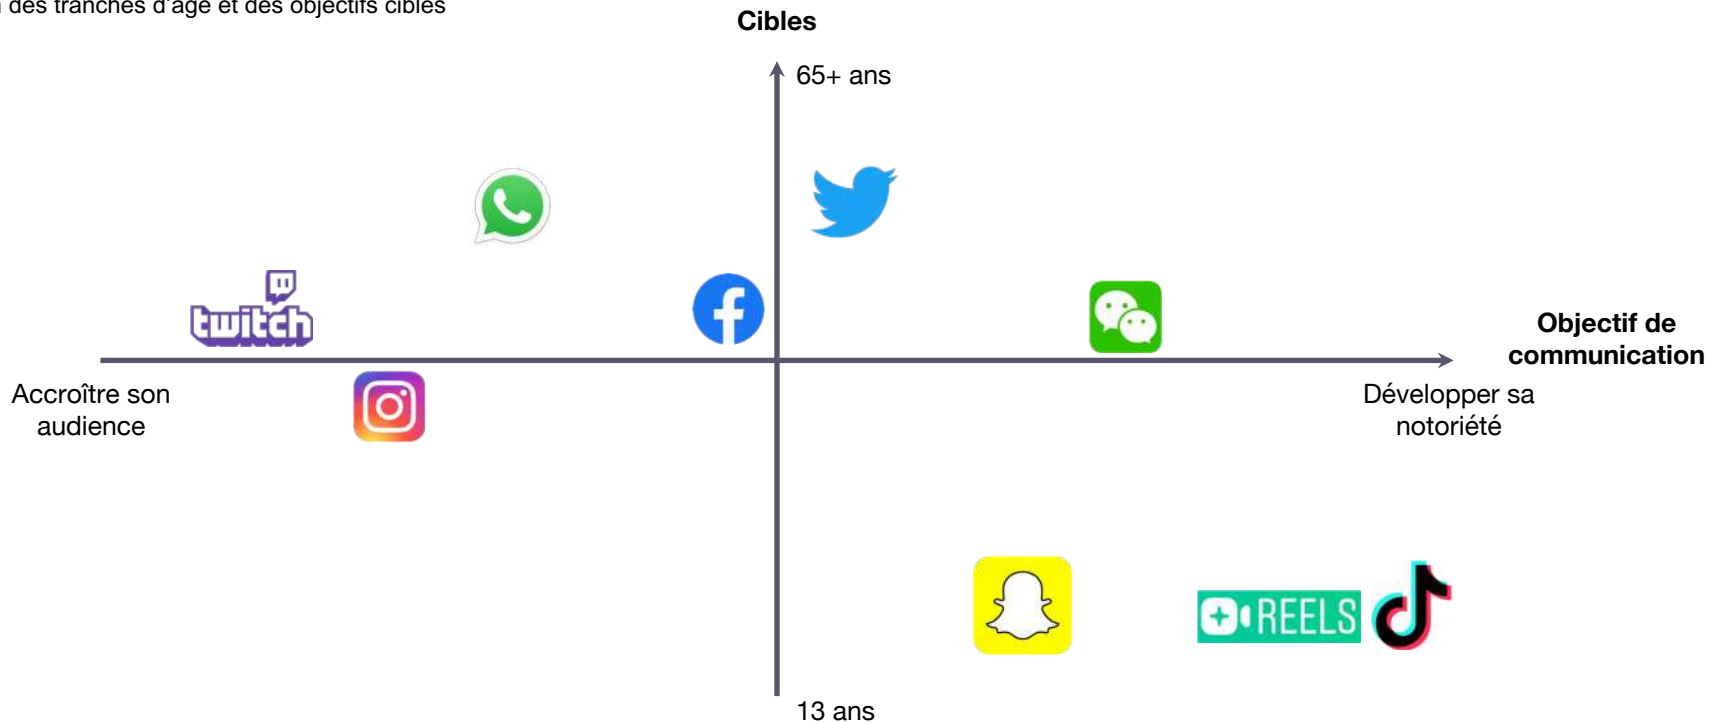 des tranches d'âge et des objectifs ciblés
Cibles
65+ ans
twitch
Objectif de
communication
Accroître son
audience
Développer sa
notoriété
REELS
13 ans